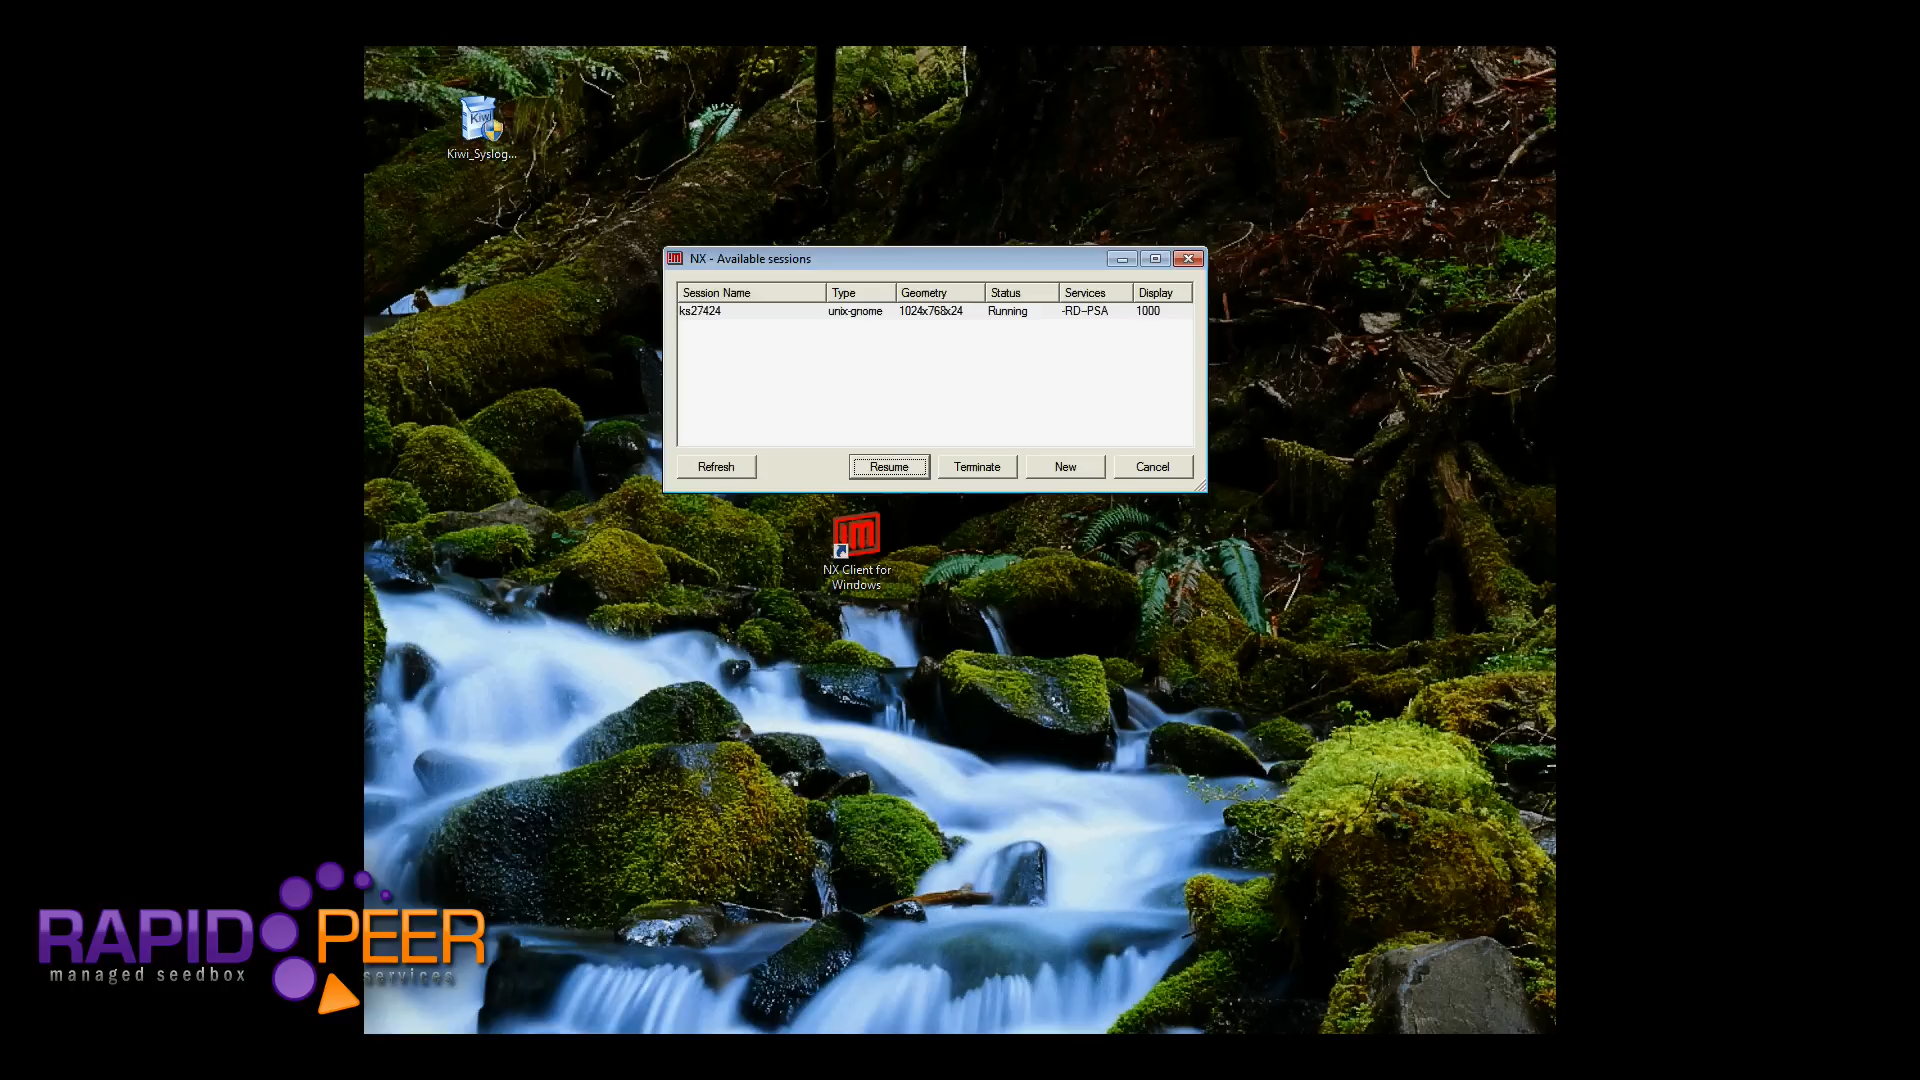 Kiwi_Syslog...
NX - Available sessions
Session Name Type Geometry Status Services Display
ks27424 unix-gnome 1024x768x24 Running -RD--PSA 1000
Refresh Resume Terminate New Cancel
NX Client for
Windows
RAPID PEER
managed seedbox services